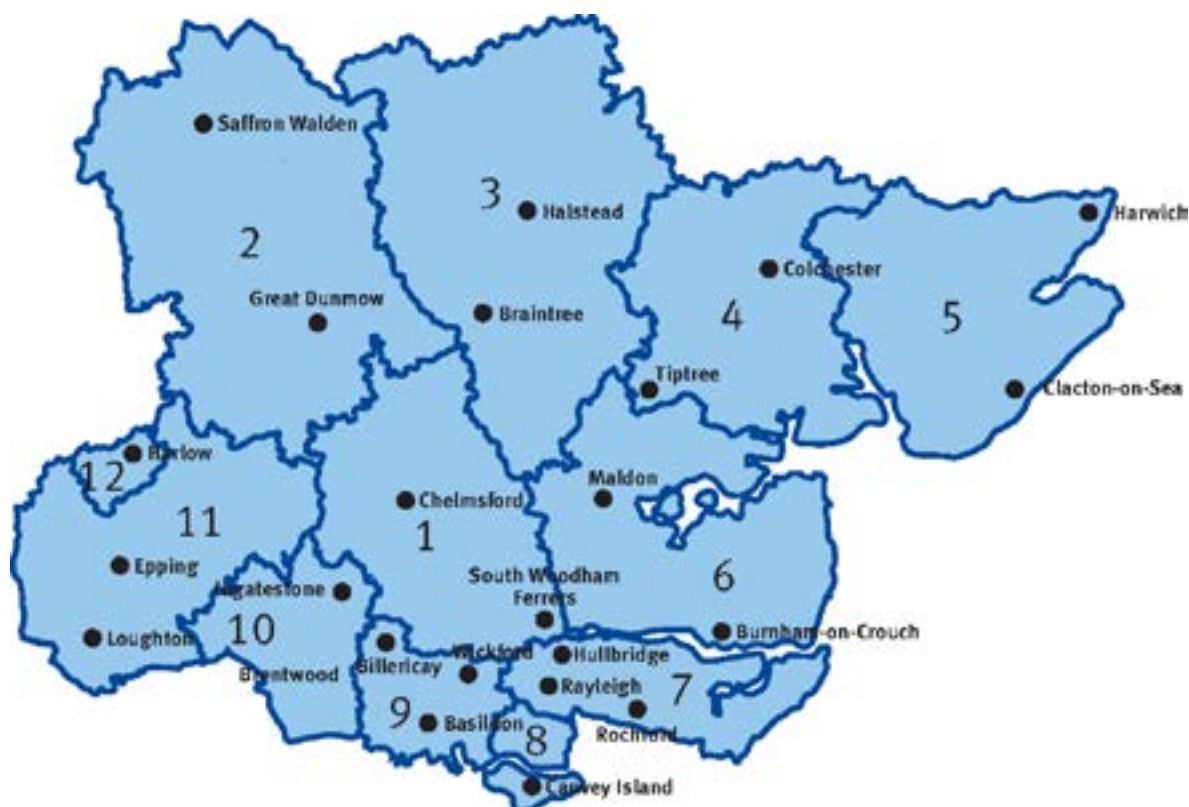 Saffron Walden
3
Halstead
Harwich
2
Colchester
Great Dunmow
Braintree
4
5
Tiptree
Clacton-on-Sea
Harlow
12
Maldon
Chelmsford
11
1
Epping
South Woodham
Ferrers
6
Ingatestone
10
Loughton
Burnham-on-Crouch
Billericay
Wickford
Hullbridge
Brentwood
Rayleigh
7
9
Basildon
Rochford
8
Canvey Island